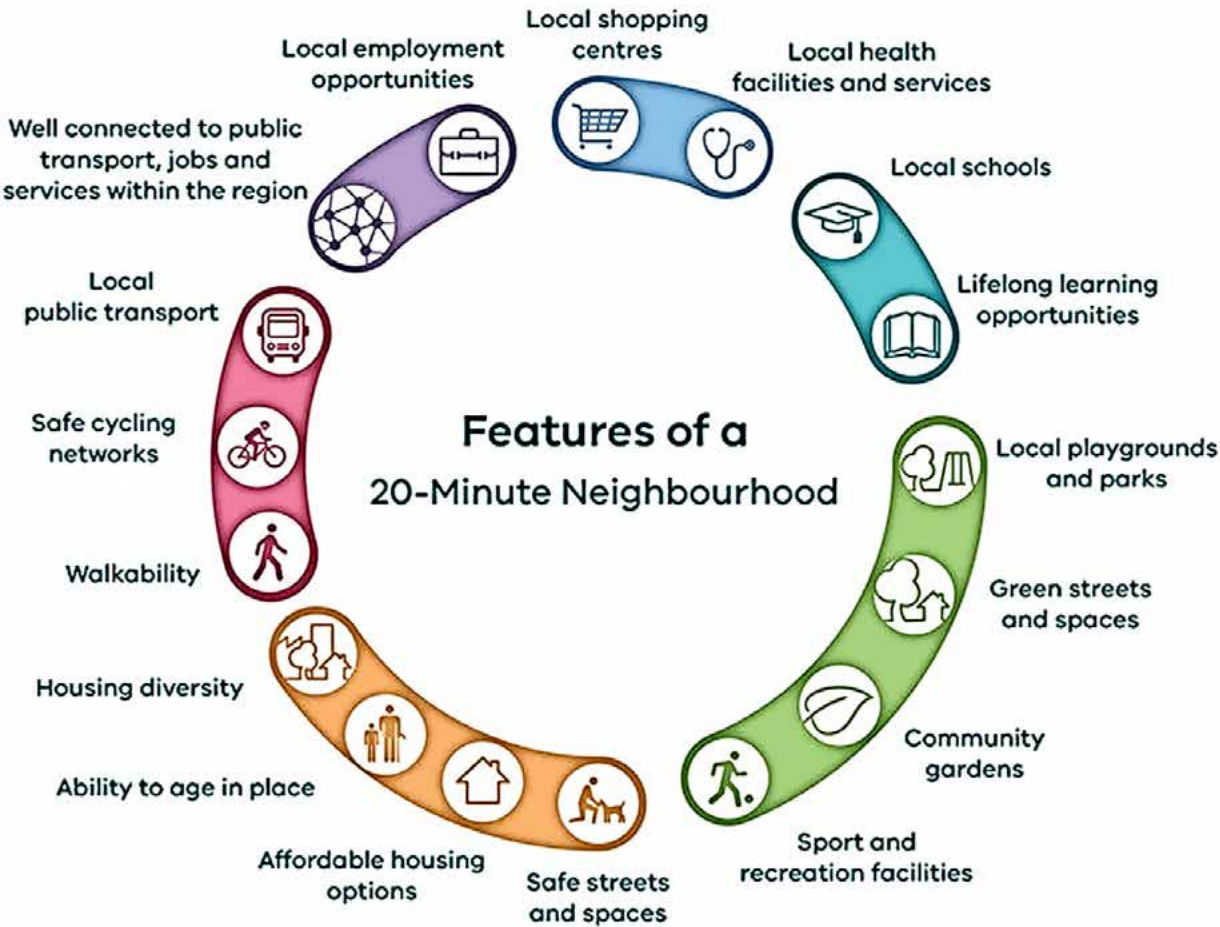 Local shopping
centres
Local health
facilities and services
Local schools
Lifelong learning
opportunities
Local playgrounds
and parks
Green streets
and spaces
Community
gardens
Sport and
recreation facilities
Safe streets
and spaces
Affordable housing
options
Ability to age in place
Housing diversity
Walkability
Safe cycling
networks
Local
public transport
Well connected to public
transport, jobs and
services within the region
Local employment
opportunities
Features of a
20-Minute Neighbourhood